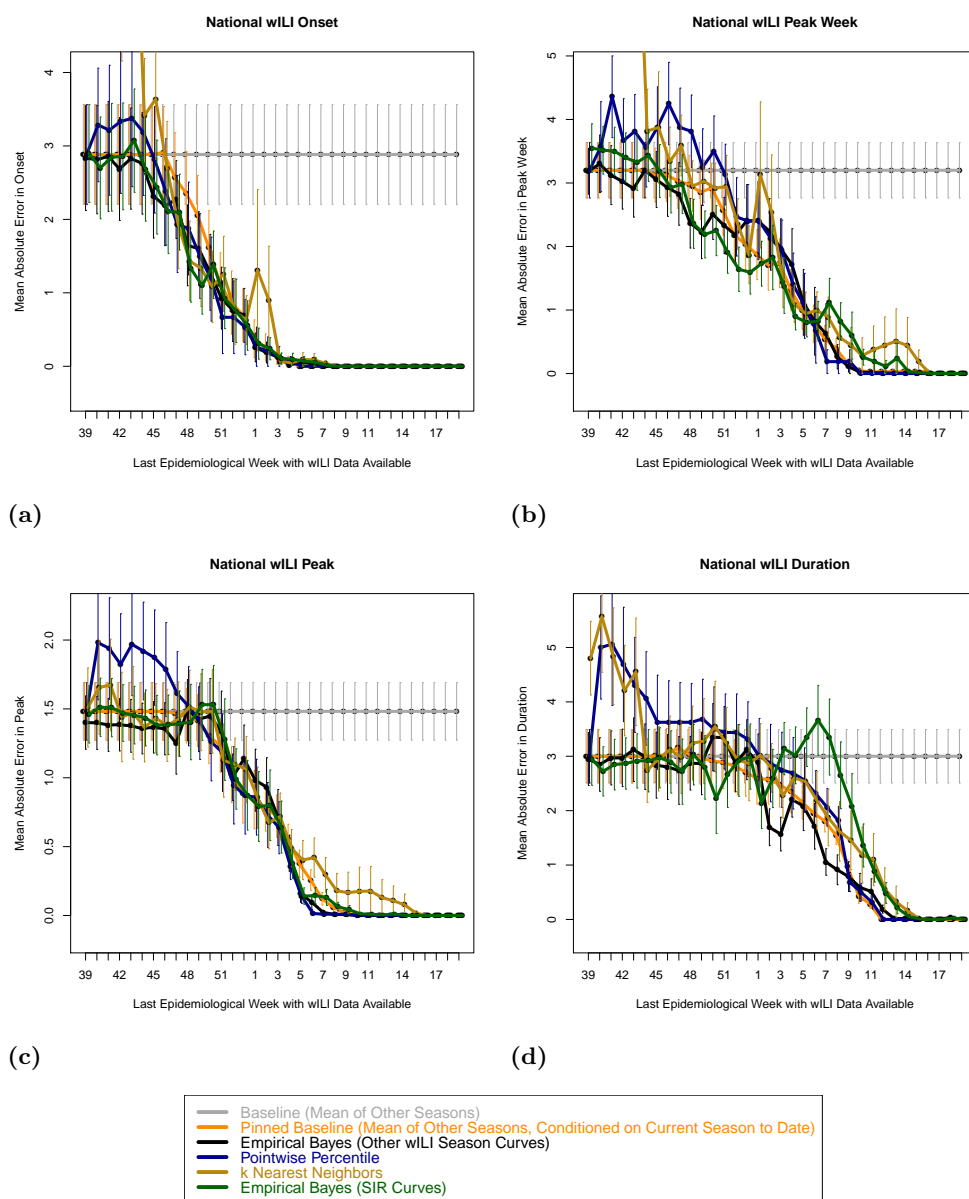 National wILI Onset
Mean Absolute Error in Onset
0 1 2 3 4
39 42 45 48 51 1 3 5 7 9 11 14 17
Last Epidemiological Week with wILI Data Available
(a)
National wILI Peak Week
Mean Absolute Error in Peak Week
0 1 2 3 4 5
39 42 45 48 51 1 3 5 7 9 11 14 17
Last Epidemiological Week with wILI Data Available
(b)
National wILI Peak
Mean Absolute Error in Peak
0.0 0.5 1.0 1.5 2.0
39 42 45 48 51 1 3 5 7 9 11 14 17
Last Epidemiological Week with wILI Data Available
(c)
National wILI Duration
Mean Absolute Error in Duration
0 1 2 3 4 5
39 42 45 48 51 1 3 5 7 9 11 14 17
Last Epidemiological Week with wILI Data Available
(d)
Baseline (Mean of Other Seasons)
Pinned Baseline (Mean of Other Seasons, Conditioned on Current Season to Date)
Empirical Bayes (Other wILI Season Curves)
Pointwise Percentile
k Nearest Neighbors
Empirical Bayes (SIR Curves)